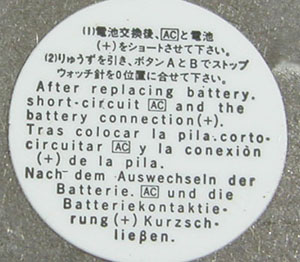 (1)電池交換後、AC と電池
(+)をショートさせて下さい。
(2)りゅうずを引き、ボタンAとBでストップ
ウォッチ針を0位置に合せて下さい。
After replacing battery.
short-circuit AC and the
battery connection(+).
Tras colocar la pila.corto-
circuitar AC y la conexiòn
(+) de la pila.
Nach dem Auswechseln der
Batterie. AC und die
Batteriekontaktie-
rung(+) Kurzsch-
ließen.